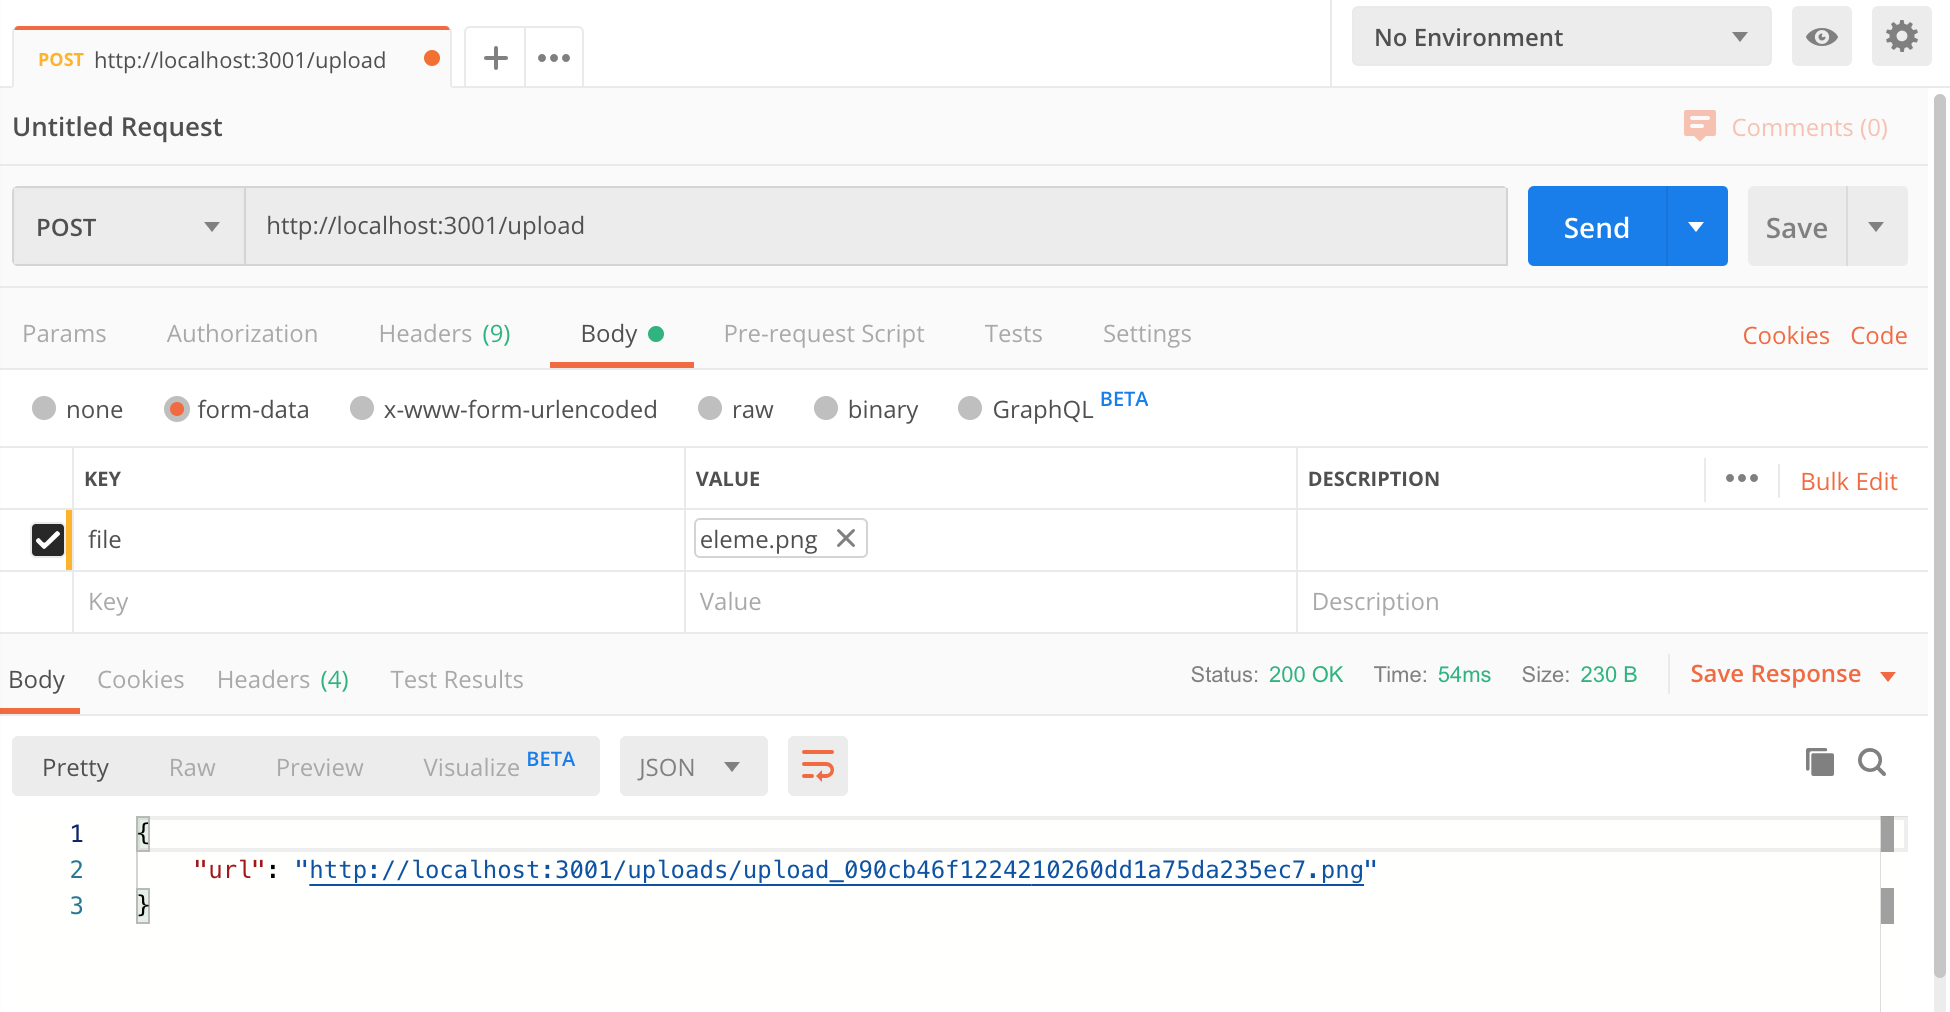 POST http://localhost:3001/upload
No Environment
Untitled Request
Comments (0)
POST http://localhost:3001/upload Send Save
Params Authorization Headers (9) Body Pre-request Script Tests Settings Cookies Code
none form-data x-www-form-urlencoded raw binary GraphQL BETA
KEY VALUE DESCRIPTION Bulk Edit
file eleme.png
Key Value Description
Body Cookies Headers (4) Test Results Status: 200 OK Time: 54ms Size: 230 B Save Response
Pretty Raw Preview Visualize BETA JSON
1 {
2 "url": "http://localhost:3001/uploads/upload_090cb46f1224210260dd1a75da235ec7.png"
3 }